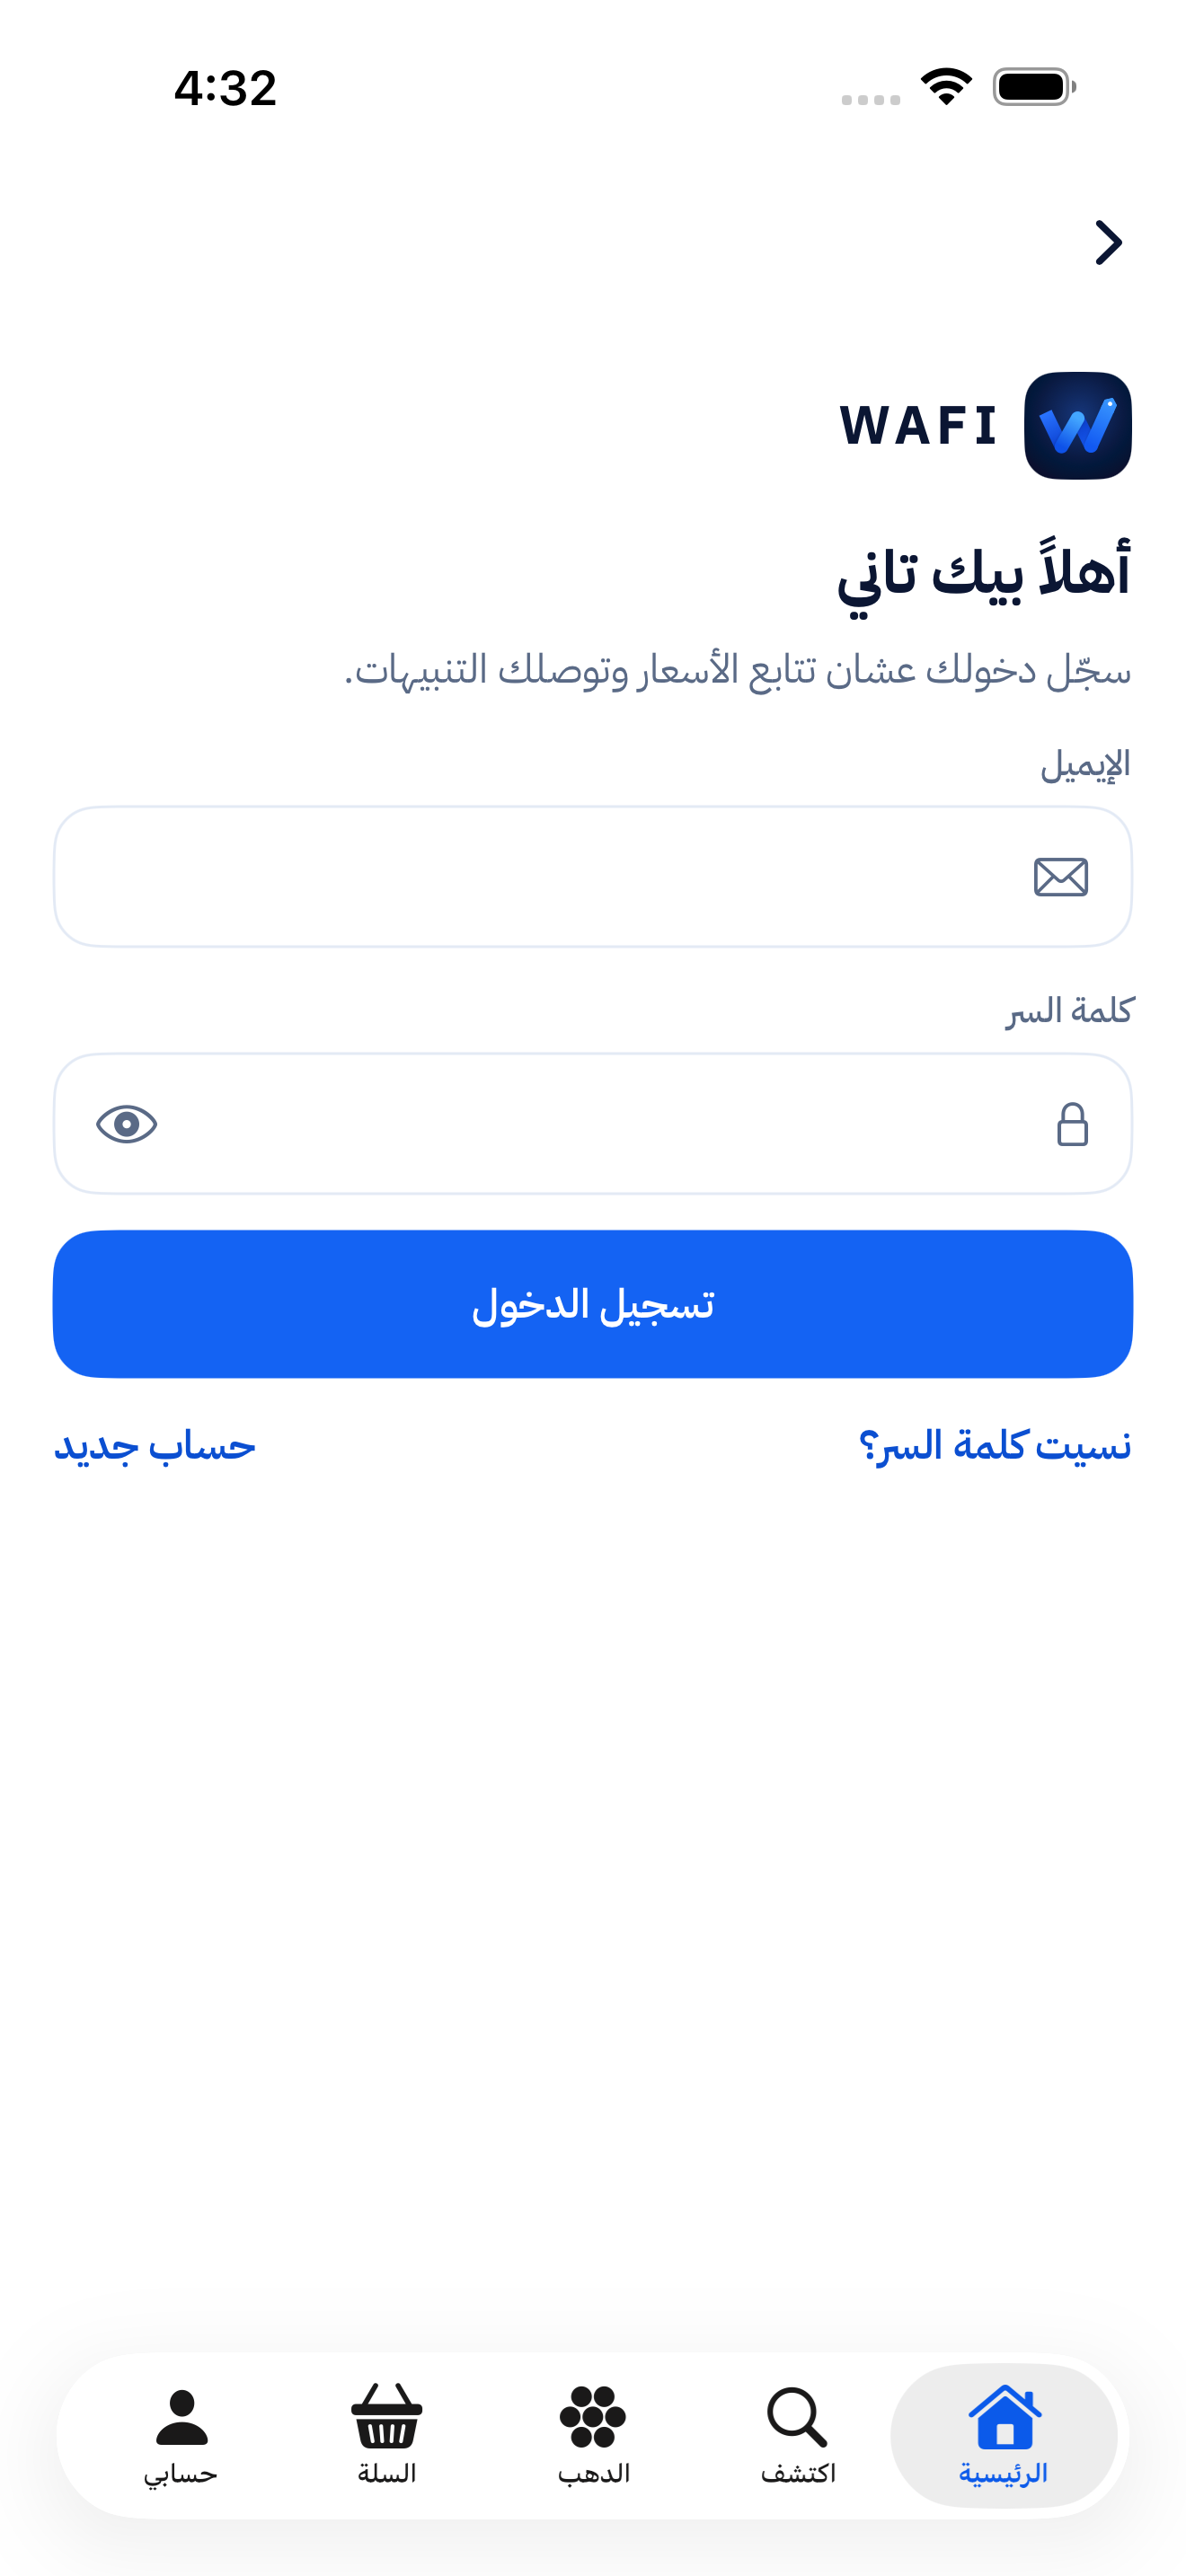 4:32
WAFI
أهلاً بيك تاني
سجّل دخولك عشان تتابع الأسعار وتوصلك التنبيهات.
الإيميل
كلمة السر
تسجيل الدخول
نسيت كلمة السر؟
حساب جديد
الرئيسية
اكتشف
الدهب
السلة
حسابي